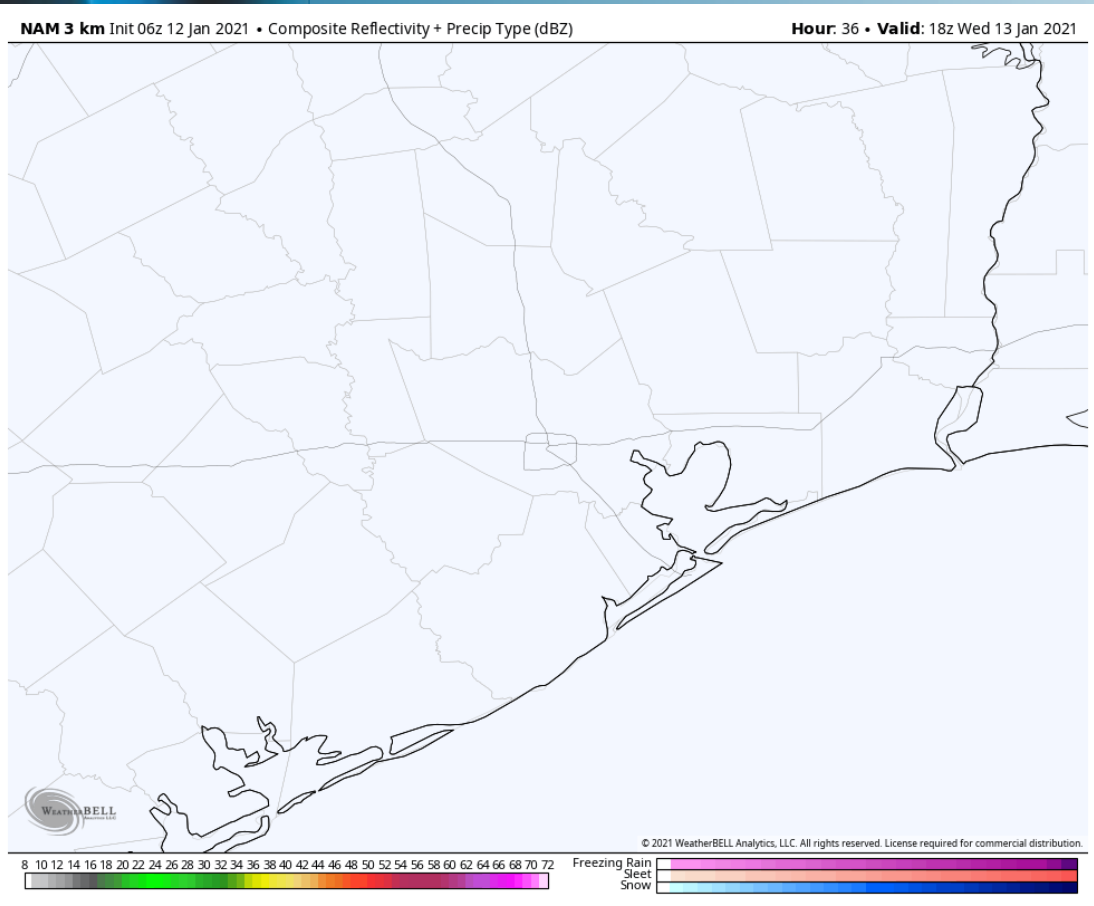 NAM 3 km Init 06z 12 Jan 2021 • Composite Reflectivity + Precip Type (dBZ) Hour: 36 • Valid: 18z Wed 13 Jan 2021
WEATHERBELL
© 2021 WeatherBELL Analytics, LLC. All rights reserved. License required for commercial distribution.
8 10 12 14 16 18 20 22 24 26 28 30 32 34 36 38 40 42 44 46 48 50 52 54 56 58 60 62 64 66 68 70 72
Freezing Rain
Sleet
Snow